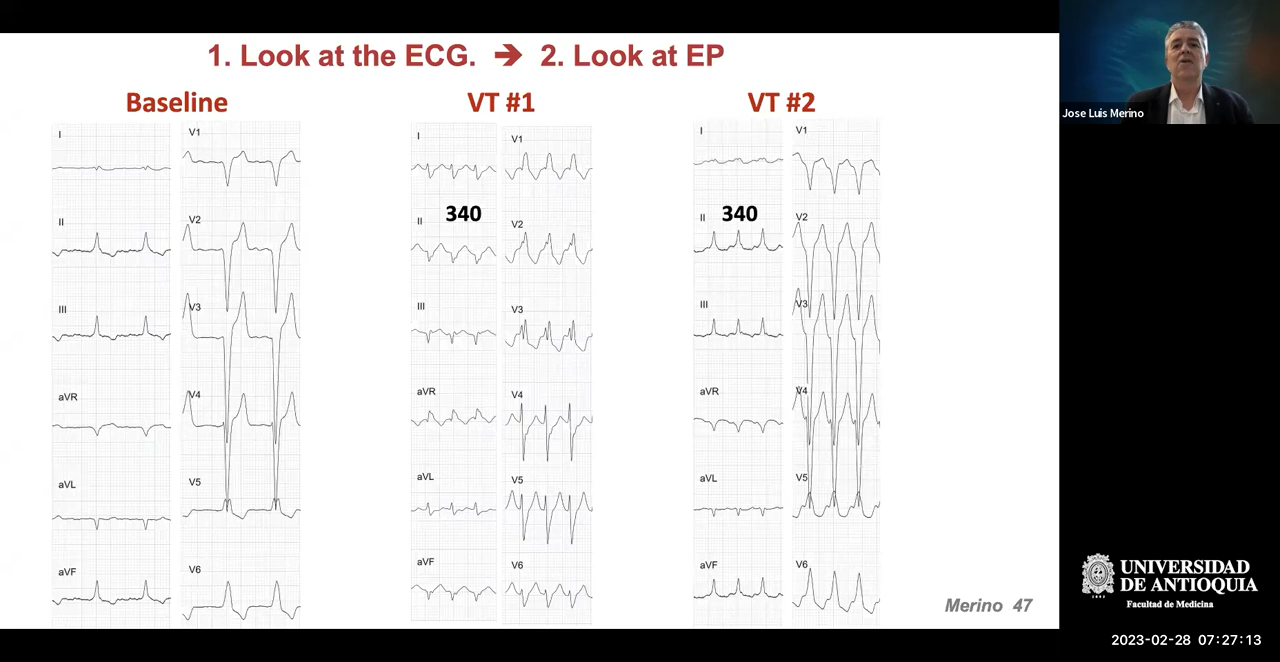 1. Look at the ECG. ➔ 2. Look at EP
Baseline
VT #1
VT #2
I
V1
II
V2
III
V3
aVR
V4
aVL
V5
aVF
V6
I
V1
340
II
V2
III
V3
aVR
V4
aVL
V5
aVF
V6
I
V1
II
340
V2
III
V3
aVR
V4
aVL
V5
aVF
V6
Merino 47
Jose Luis Merino
UNIVERSIDAD
DE ANTIOQUIA
1803
Facultad de Medicina
2023-02-28 07:27:13